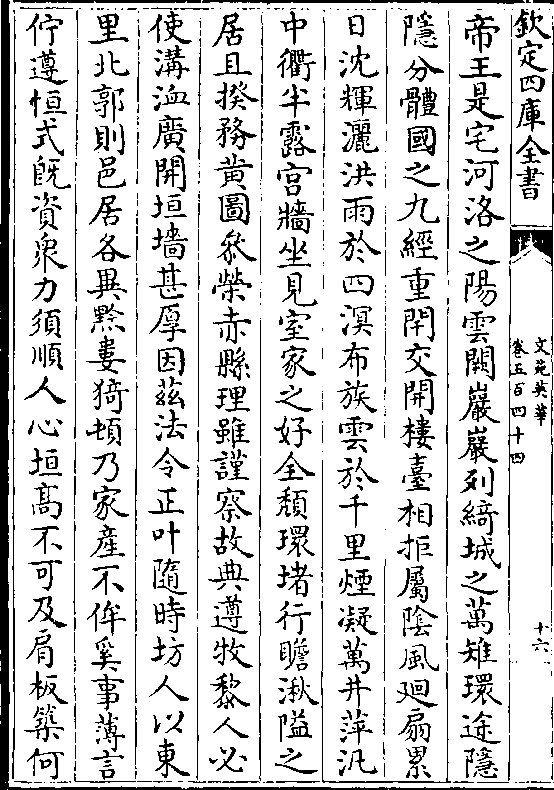 欽定四庫全書
文苑英華
卷五百四十四
十六
帝王是宅河洛之陽雲闕巖巖列綺城之萬雉環途隱
隱分體國之九經重閈交開樓臺相拒屬陰風廻扇累
日沈輝灑洪雨於四溟布族雲於千里煙凝萬井萍汎
中衢半露宫牆坐見室家之好全頽環堵行瞻湫隘之
居且揆務黄圖參榮赤縣理雖謹察故典遵牧黎人必
使溝洫廣開垣墻甚厚因茲法令正叶隨時坊人以東
里北郭則邑居各異黔婁猗頓乃家產不侔奚事薄言
佇遵恒式既資衆力須順人心垣髙不可及肩板築何